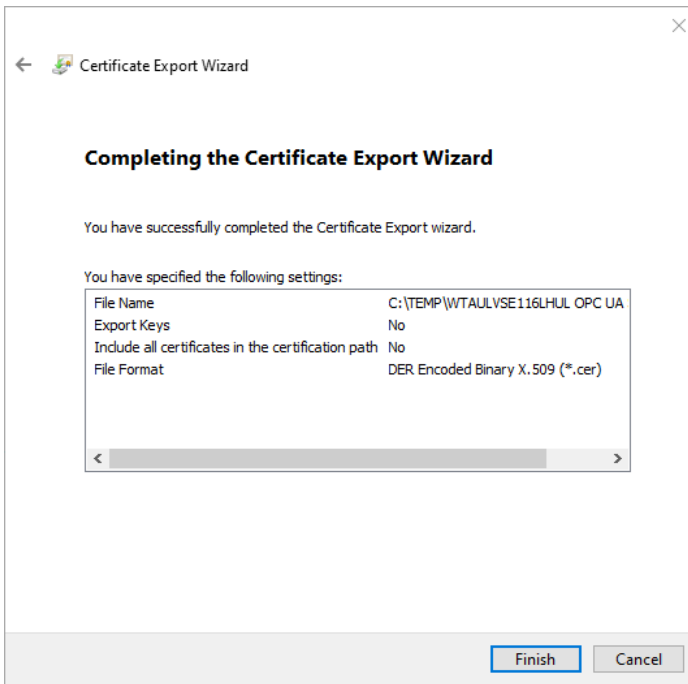 Certificate Export Wizard
Completing the Certificate Export Wizard
You have successfully completed the Certificate Export wizard.
You have specified the following settings:
File Name C:\TEMP\WTAULVSE116LHUL OPC UA
Export Keys No
Include all certificates in the certification path No
File Format DER Encoded Binary X.509 (*.cer)
Finish Cancel